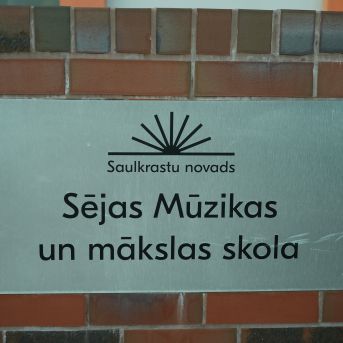 Saulkrastu novads
Sējas Mūzikas
un mākslas skola